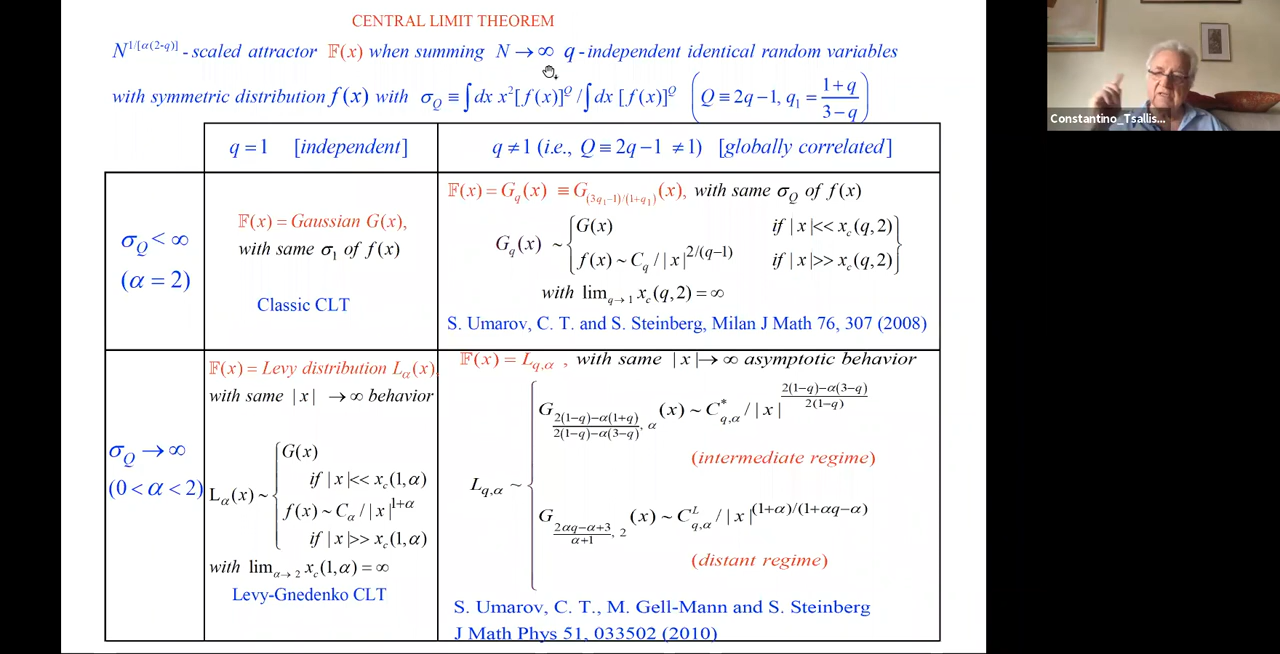 CENTRAL LIMIT THEOREM
N^{1/[α(2-q)]} - scaled attractor 𝔽(x) when summing N → ∞ q - independent identical random variables
with symmetric distribution f(x) with σ_Q ≡ ∫dx x²[f(x)]^Q / ∫dx [f(x)]^Q (Q ≡ 2q−1, q₁ = (1+q)/(3−q))
Constantino_Tsallis...
q = 1 [independent]
q ≠ 1 (i.e., Q ≡ 2q−1 ≠ 1) [globally correlated]
σ_Q < ∞
(α = 2)
𝔽(x) = Gaussian G(x),
with same σ₁ of f(x)
Classic CLT
𝔽(x) = G_q(x) ≡ G_{(3q₁−1)/(1+q₁)}(x), with same σ_Q of f(x)
G_q(x) ~ { G(x) if |x| << x_c(q,2)
f(x) ~ C_q / |x|^{2/(q−1)} if |x| >> x_c(q,2) }
with lim_{q→1} x_c(q,2) = ∞
S. Umarov, C. T. and S. Steinberg, Milan J Math 76, 307 (2008)
σ_Q → ∞
(0 < α < 2)
𝔽(x) = Levy distribution L_α(x),
with same |x| → ∞ behavior
L_α(x) ~ { G(x)
if |x| << x_c(1,α)
f(x) ~ C_α / |x|^{1+α}
if |x| >> x_c(1,α)
with lim_{α→2} x_c(1,α) = ∞
Levy-Gnedenko CLT
𝔽(x) = L_{q,α} , with same |x| → ∞ asymptotic behavior
L_{q,α} ~ { G_{(2(1−q)−α(1+q))/(2(1−q)−α(3−q)), α}(x) ~ C*_{q,α} / |x|^{(2(1−q)−α(3−q))/(2(1−q))}
(intermediate regime)
G_{(2αq−α+3)/(α+1), 2}(x) ~ C^L_{q,α} / |x|^{(1+α)/(1+αq−α)}
(distant regime)
S. Umarov, C. T., M. Gell-Mann and S. Steinberg
J Math Phys 51, 033502 (2010)